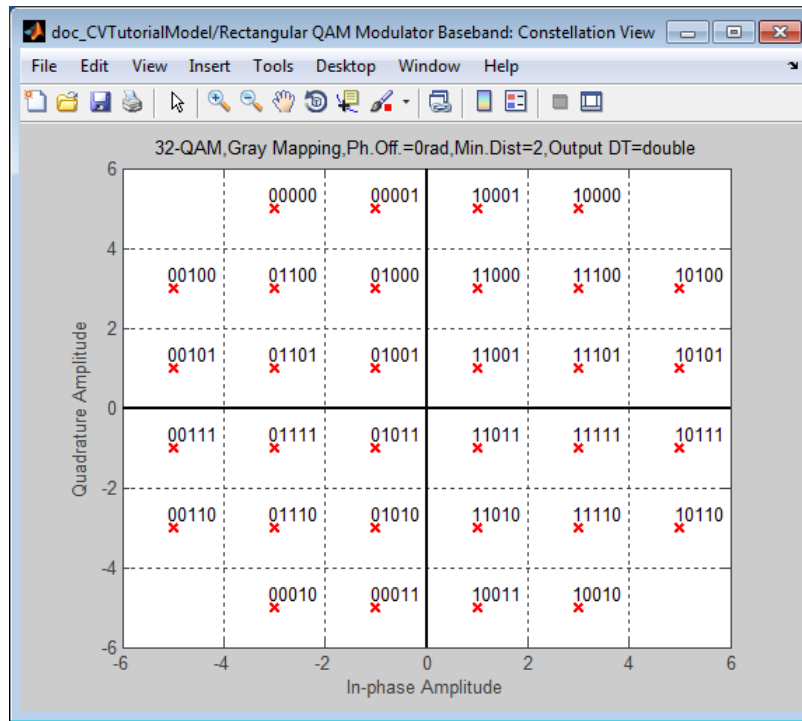 doc_CVTutorialModel/Rectangular QAM Modulator Baseband: Constellation View
File Edit View Insert Tools Desktop Window Help
32-QAM,Gray Mapping,Ph.Off.=0rad,Min.Dist=2,Output DT=double
6
00000 00001 10001 10000
4
00100 01100 01000 11000 11100 10100
2
00101 01101 01001 11001 11101 10101
0
Quadrature Amplitude
00111 01111 01011 11011 11111 10111
-2
00110 01110 01010 11010 11110 10110
-4
00010 00011 10011 10010
-6
-6 -4 -2 0 2 4 6
In-phase Amplitude